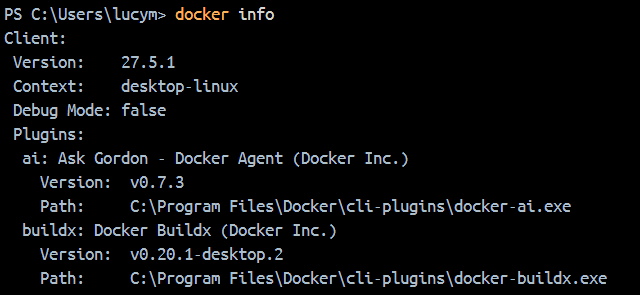 PS C:\Users\lucym> docker info
Client:
 Version:    27.5.1
 Context:    desktop-linux
 Debug Mode: false
 Plugins:
  ai: Ask Gordon - Docker Agent (Docker Inc.)
    Version:  v0.7.3
    Path:     C:\Program Files\Docker\cli-plugins\docker-ai.exe
  buildx: Docker Buildx (Docker Inc.)
    Version:  v0.20.1-desktop.2
    Path:     C:\Program Files\Docker\cli-plugins\docker-buildx.exe